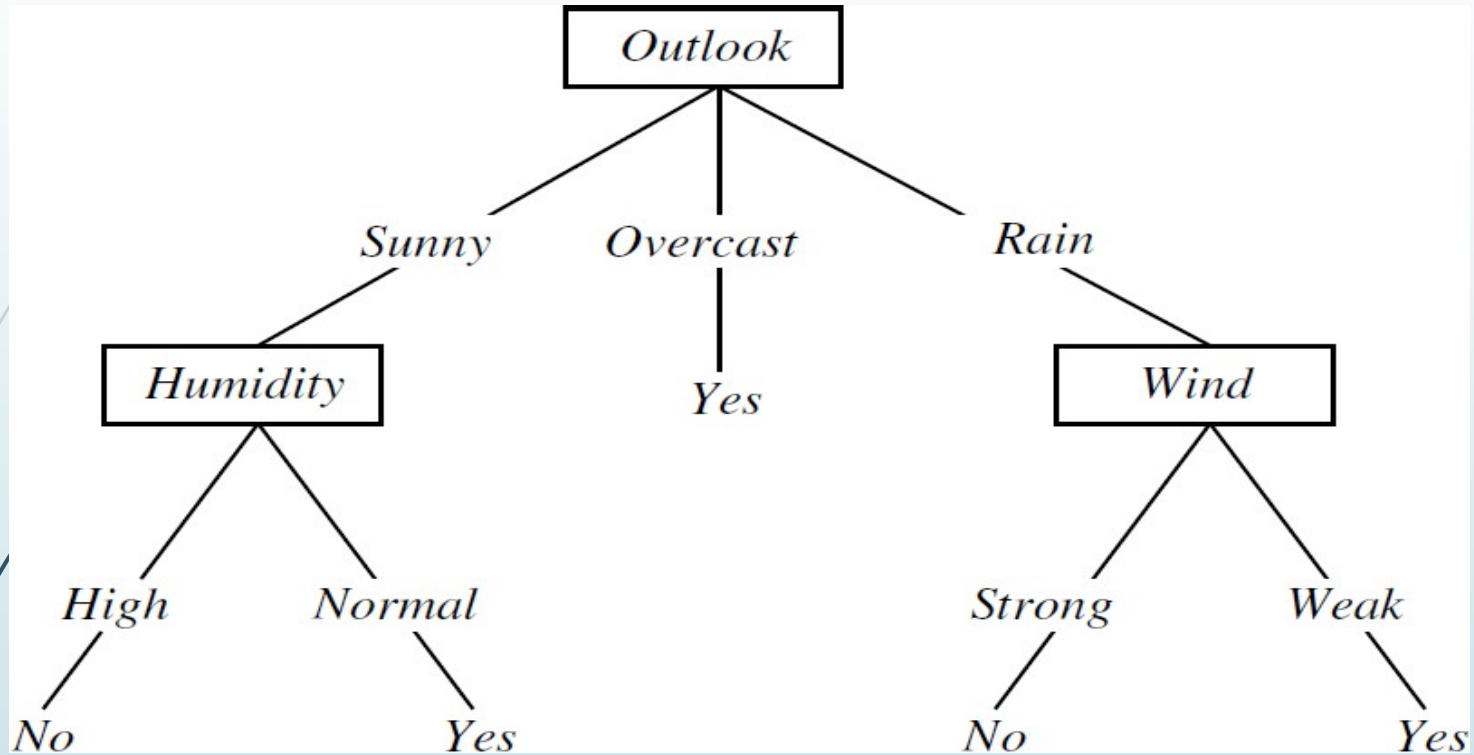 Outlook
Sunny Overcast Rain
Humidity Yes Wind
High Normal Strong Weak
No Yes No Yes